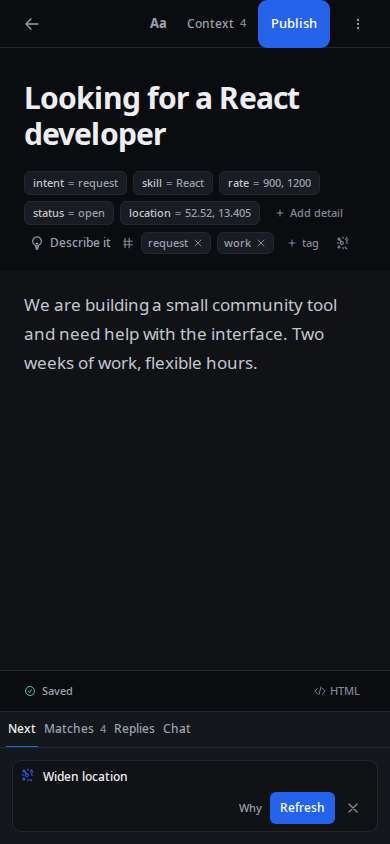 Aa Context 4 Publish
Looking for a React
developer
intent = request skill = React rate = 900, 1200
status = open location = 52.52, 13.405 + Add detail
Describe it # request × work × + tag
We are building a small community tool
and need help with the interface. Two
weeks of work, flexible hours.
Saved </> HTML
Next Matches 4 Replies Chat
Widen location
Why Refresh ×